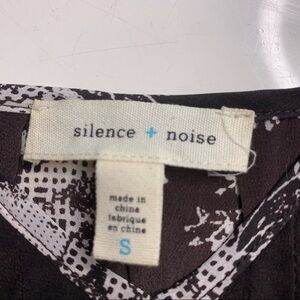 silence + noise
made in
china
fabriqué
en chine
S